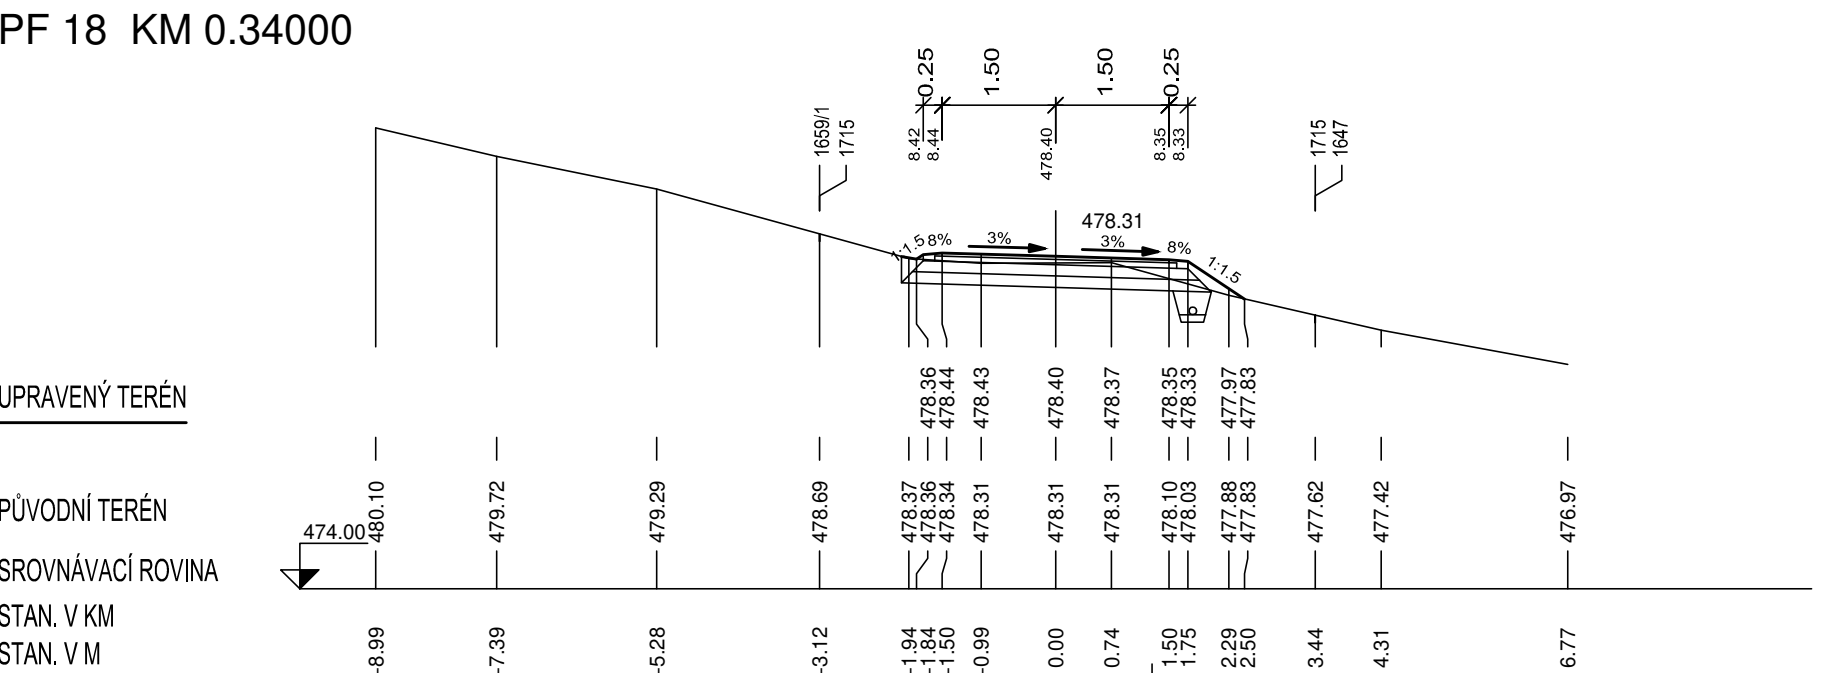 PF 18 KM 0.34000
0.25 1.50 1.50 0.25
8.42 8.44 478.40 8.35 8.33
1659/1
1715
1715
1647
478.31
1:1.5 8% 3% 3% 8% 1:1.5
UPRAVENÝ TERÉN
478.36 478.44 478.43 478.40 478.37 478.35 478.33 477.97 477.83
PŮVODNÍ TERÉN
480.10 479.72 479.29 478.69 478.37 478.36 478.34 478.31 478.31 478.31 478.10 478.03 477.88 477.83 477.62 477.42 476.97
474.00
SROVNÁVACÍ ROVINA
STAN. V KM
STAN. V M
-8.99 -7.39 -5.28 -3.12 -1.94 -1.84 -1.50 -0.99 0.00 0.74 1.50 1.75 2.29 2.50 3.44 4.31 6.77